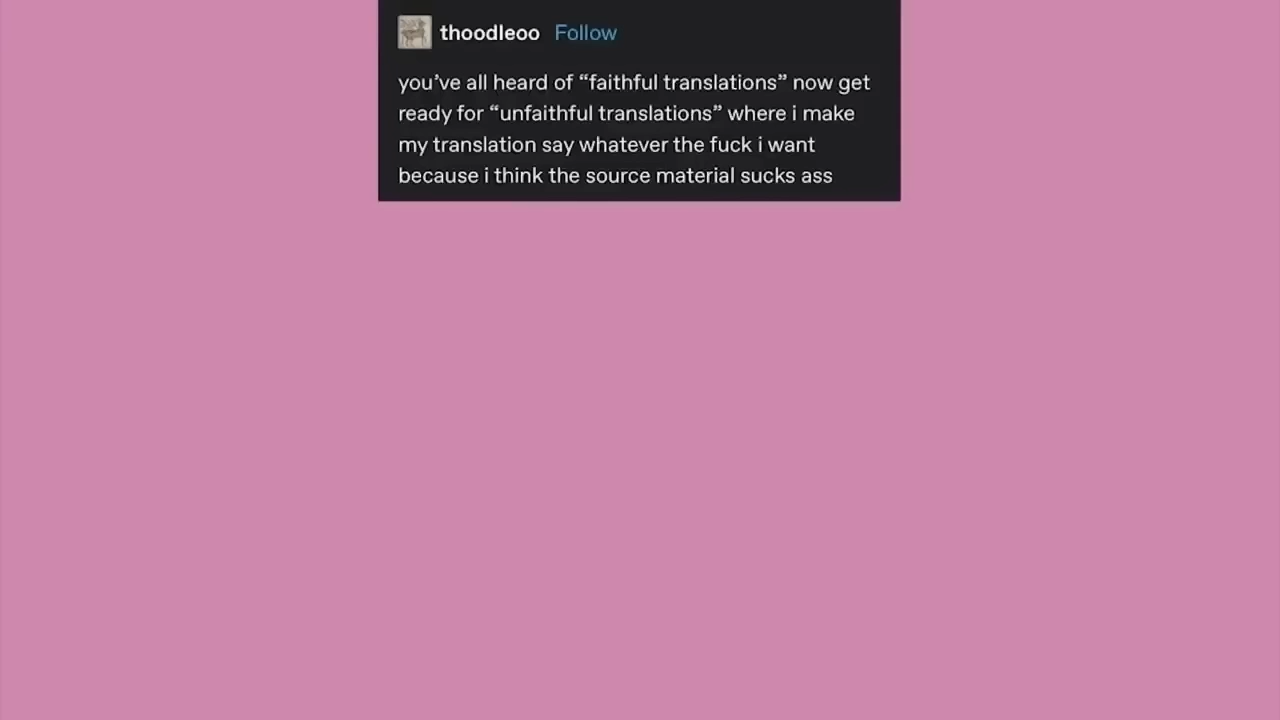 thoodleoo Follow
you’ve all heard of “faithful translations” now get
ready for “unfaithful translations” where i make
my translation say whatever the fuck i want
because i think the source material sucks ass